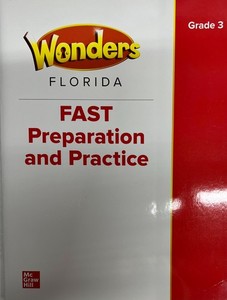 Grade 3
Wonders
FLORIDA
FAST
Preparation
and Practice
Mc
Graw
Hill